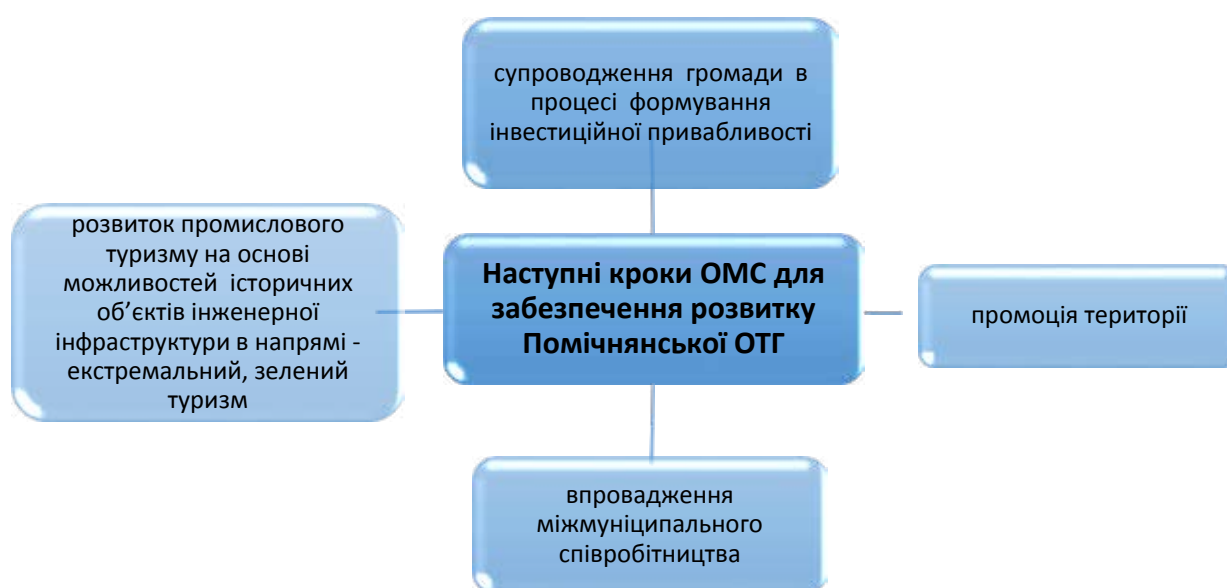 супроводження громади в
процесі формування
інвестиційної привабливості
розвиток промислового
туризму на основі
можливостей історичних
об’єктів інженерної
інфраструктури в напрямі -
екстремальний, зелений
туризм
Наступні кроки ОМС для
забезпечення розвитку
Помічнянської ОТГ
промоція території
впровадження
міжмуніципального
співробітництва